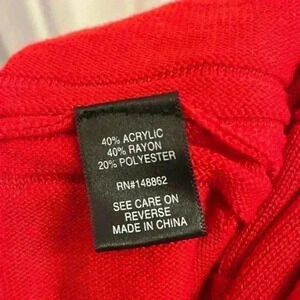 40% ACRYLIC
40% RAYON
20% POLYESTER
RN#148862
SEE CARE ON
REVERSE
MADE IN CHINA